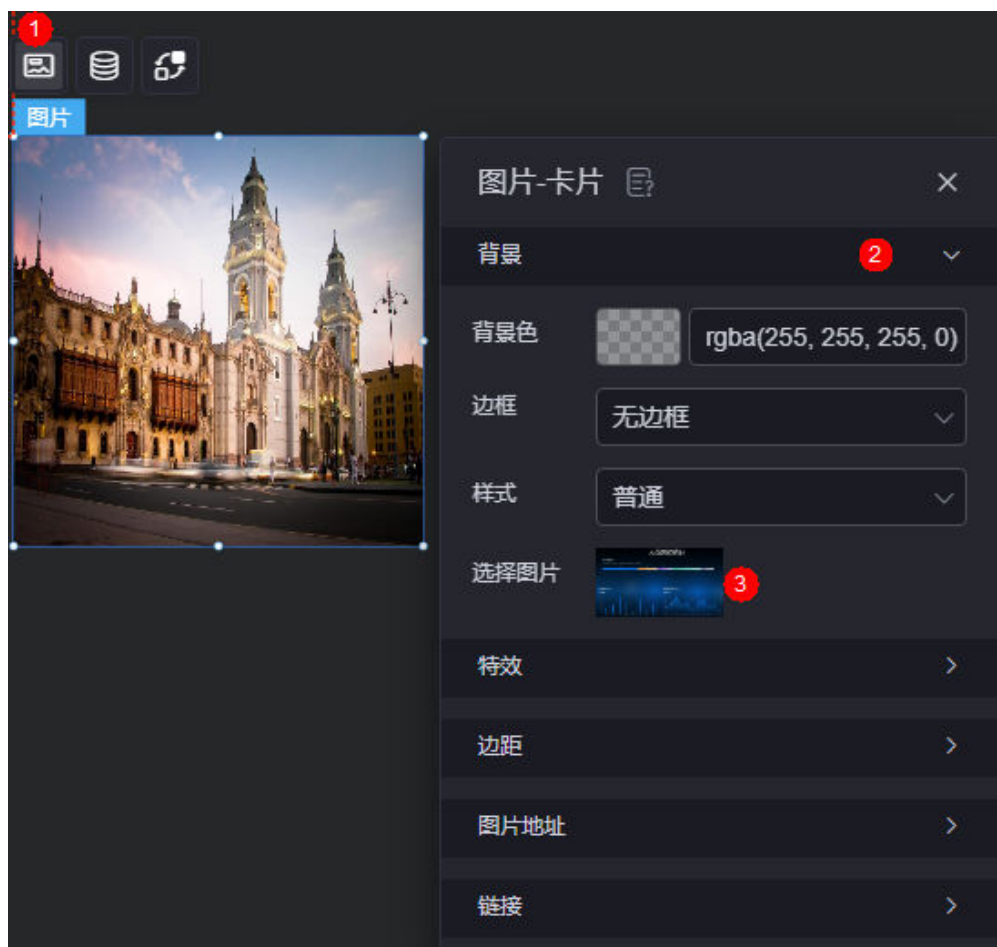 1
图片
图片-卡片
背景
2
背景色
rgba(255, 255, 255, 0)
边框
无边框
样式
普通
选择图片
3
特效
边距
图片地址
链接